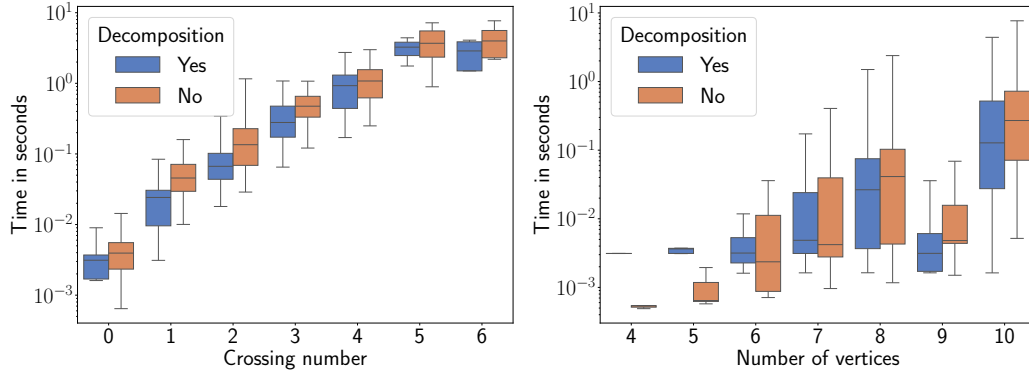 Decomposition
Yes
No
Time in seconds
10^1
10^0
10^-1
10^-2
10^-3
0 1 2 3 4 5 6
Crossing number
Decomposition
Yes
No
Time in seconds
10^1
10^0
10^-1
10^-2
10^-3
4 5 6 7 8 9 10
Number of vertices